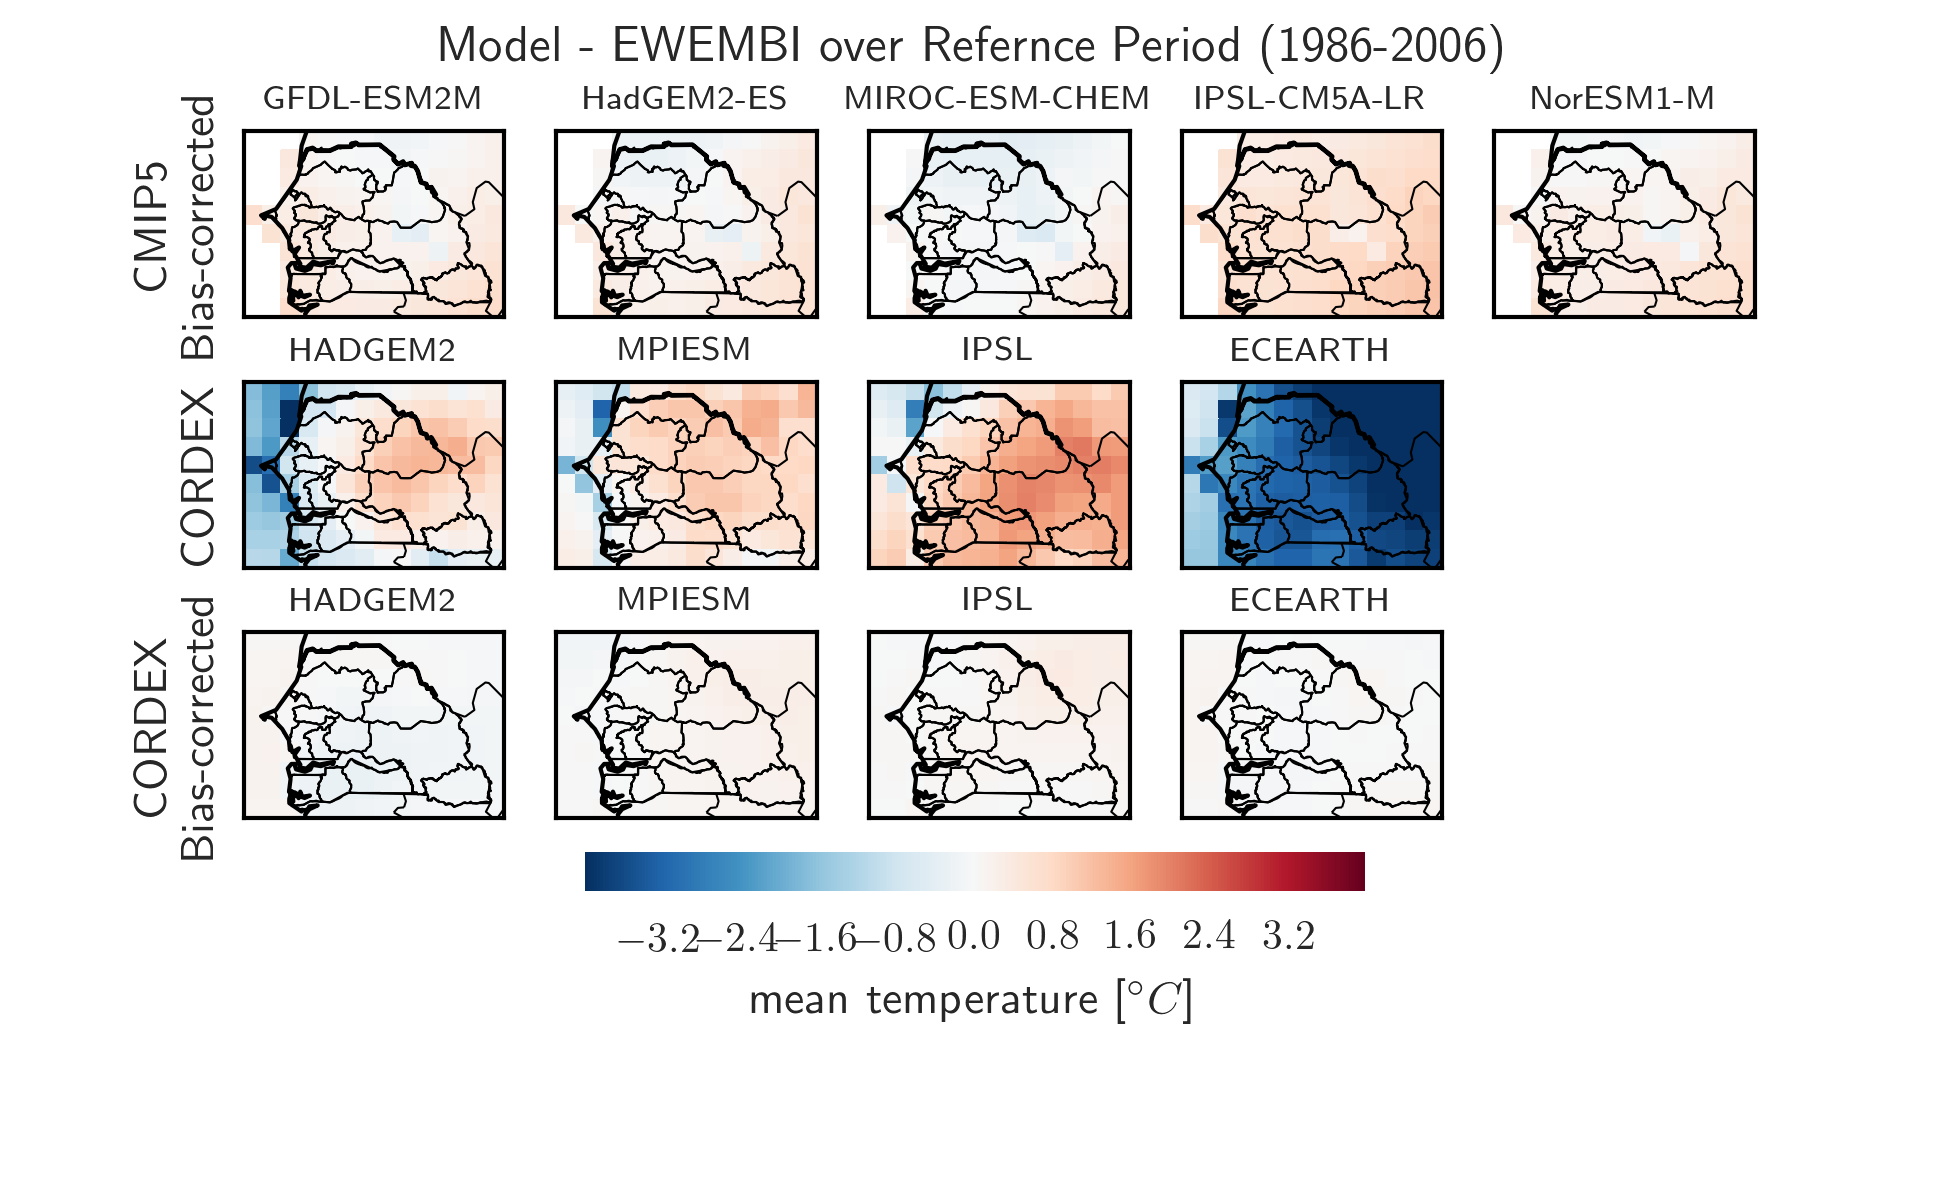 Model - EWEMBI over Refernce Period (1986-2006)
CMIP5
Bias-corrected
GFDL-ESM2M
HadGEM2-ES
MIROC-ESM-CHEM
IPSL-CM5A-LR
NorESM1-M
CORDEX
HADGEM2
MPIESM
IPSL
ECEARTH
CORDEX
Bias-corrected
HADGEM2
MPIESM
IPSL
ECEARTH
−3.2 −2.4 −1.6 −0.8 0.0 0.8 1.6 2.4 3.2
mean temperature [°C]